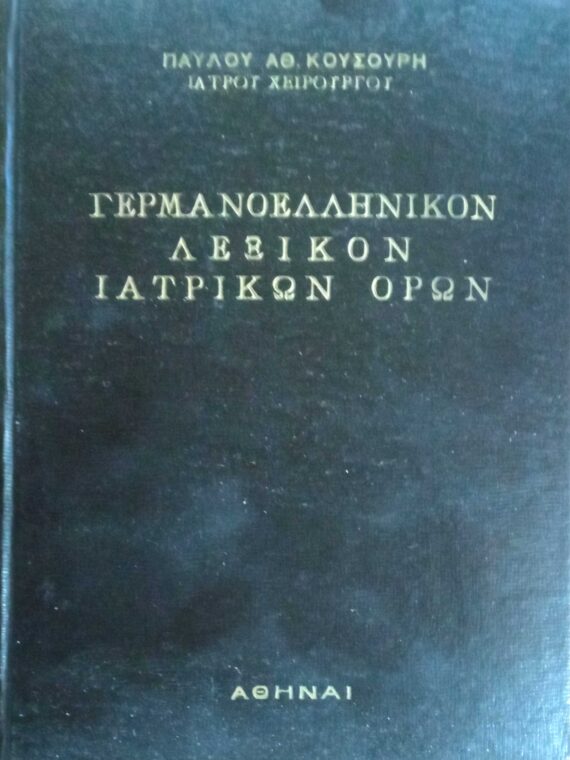 ΠΑΥΛΟΥ ΑΘ. ΚΟΥΣΟΥΡΗ
ΙΑΤΡΟΥ ΧΕΙΡΟΥΡΓΟΥ
ΓΕΡΜΑΝΟΕΛΛΗΝΙΚΟΝ
ΛΕΞΙΚΟΝ
ΙΑΤΡΙΚΩΝ ΟΡΩΝ
ΑΘΗΝΑΙ